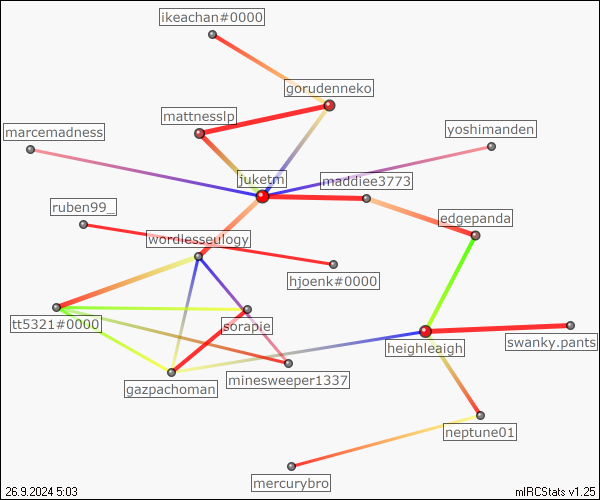 ikeachan#0000
gorudenneko
mattnesslp
marcemadness
yoshimanden
juketm
maddiee3773
ruben99_
edgepanda
wordlesseulogy
hjoenk#0000
tt5321#0000
sorapie
heighleaigh
swanky.pants
minesweeper1337
gazpachoman
neptune01
mercurybro
26.9.2024 5:03
mIRCStats v1.25